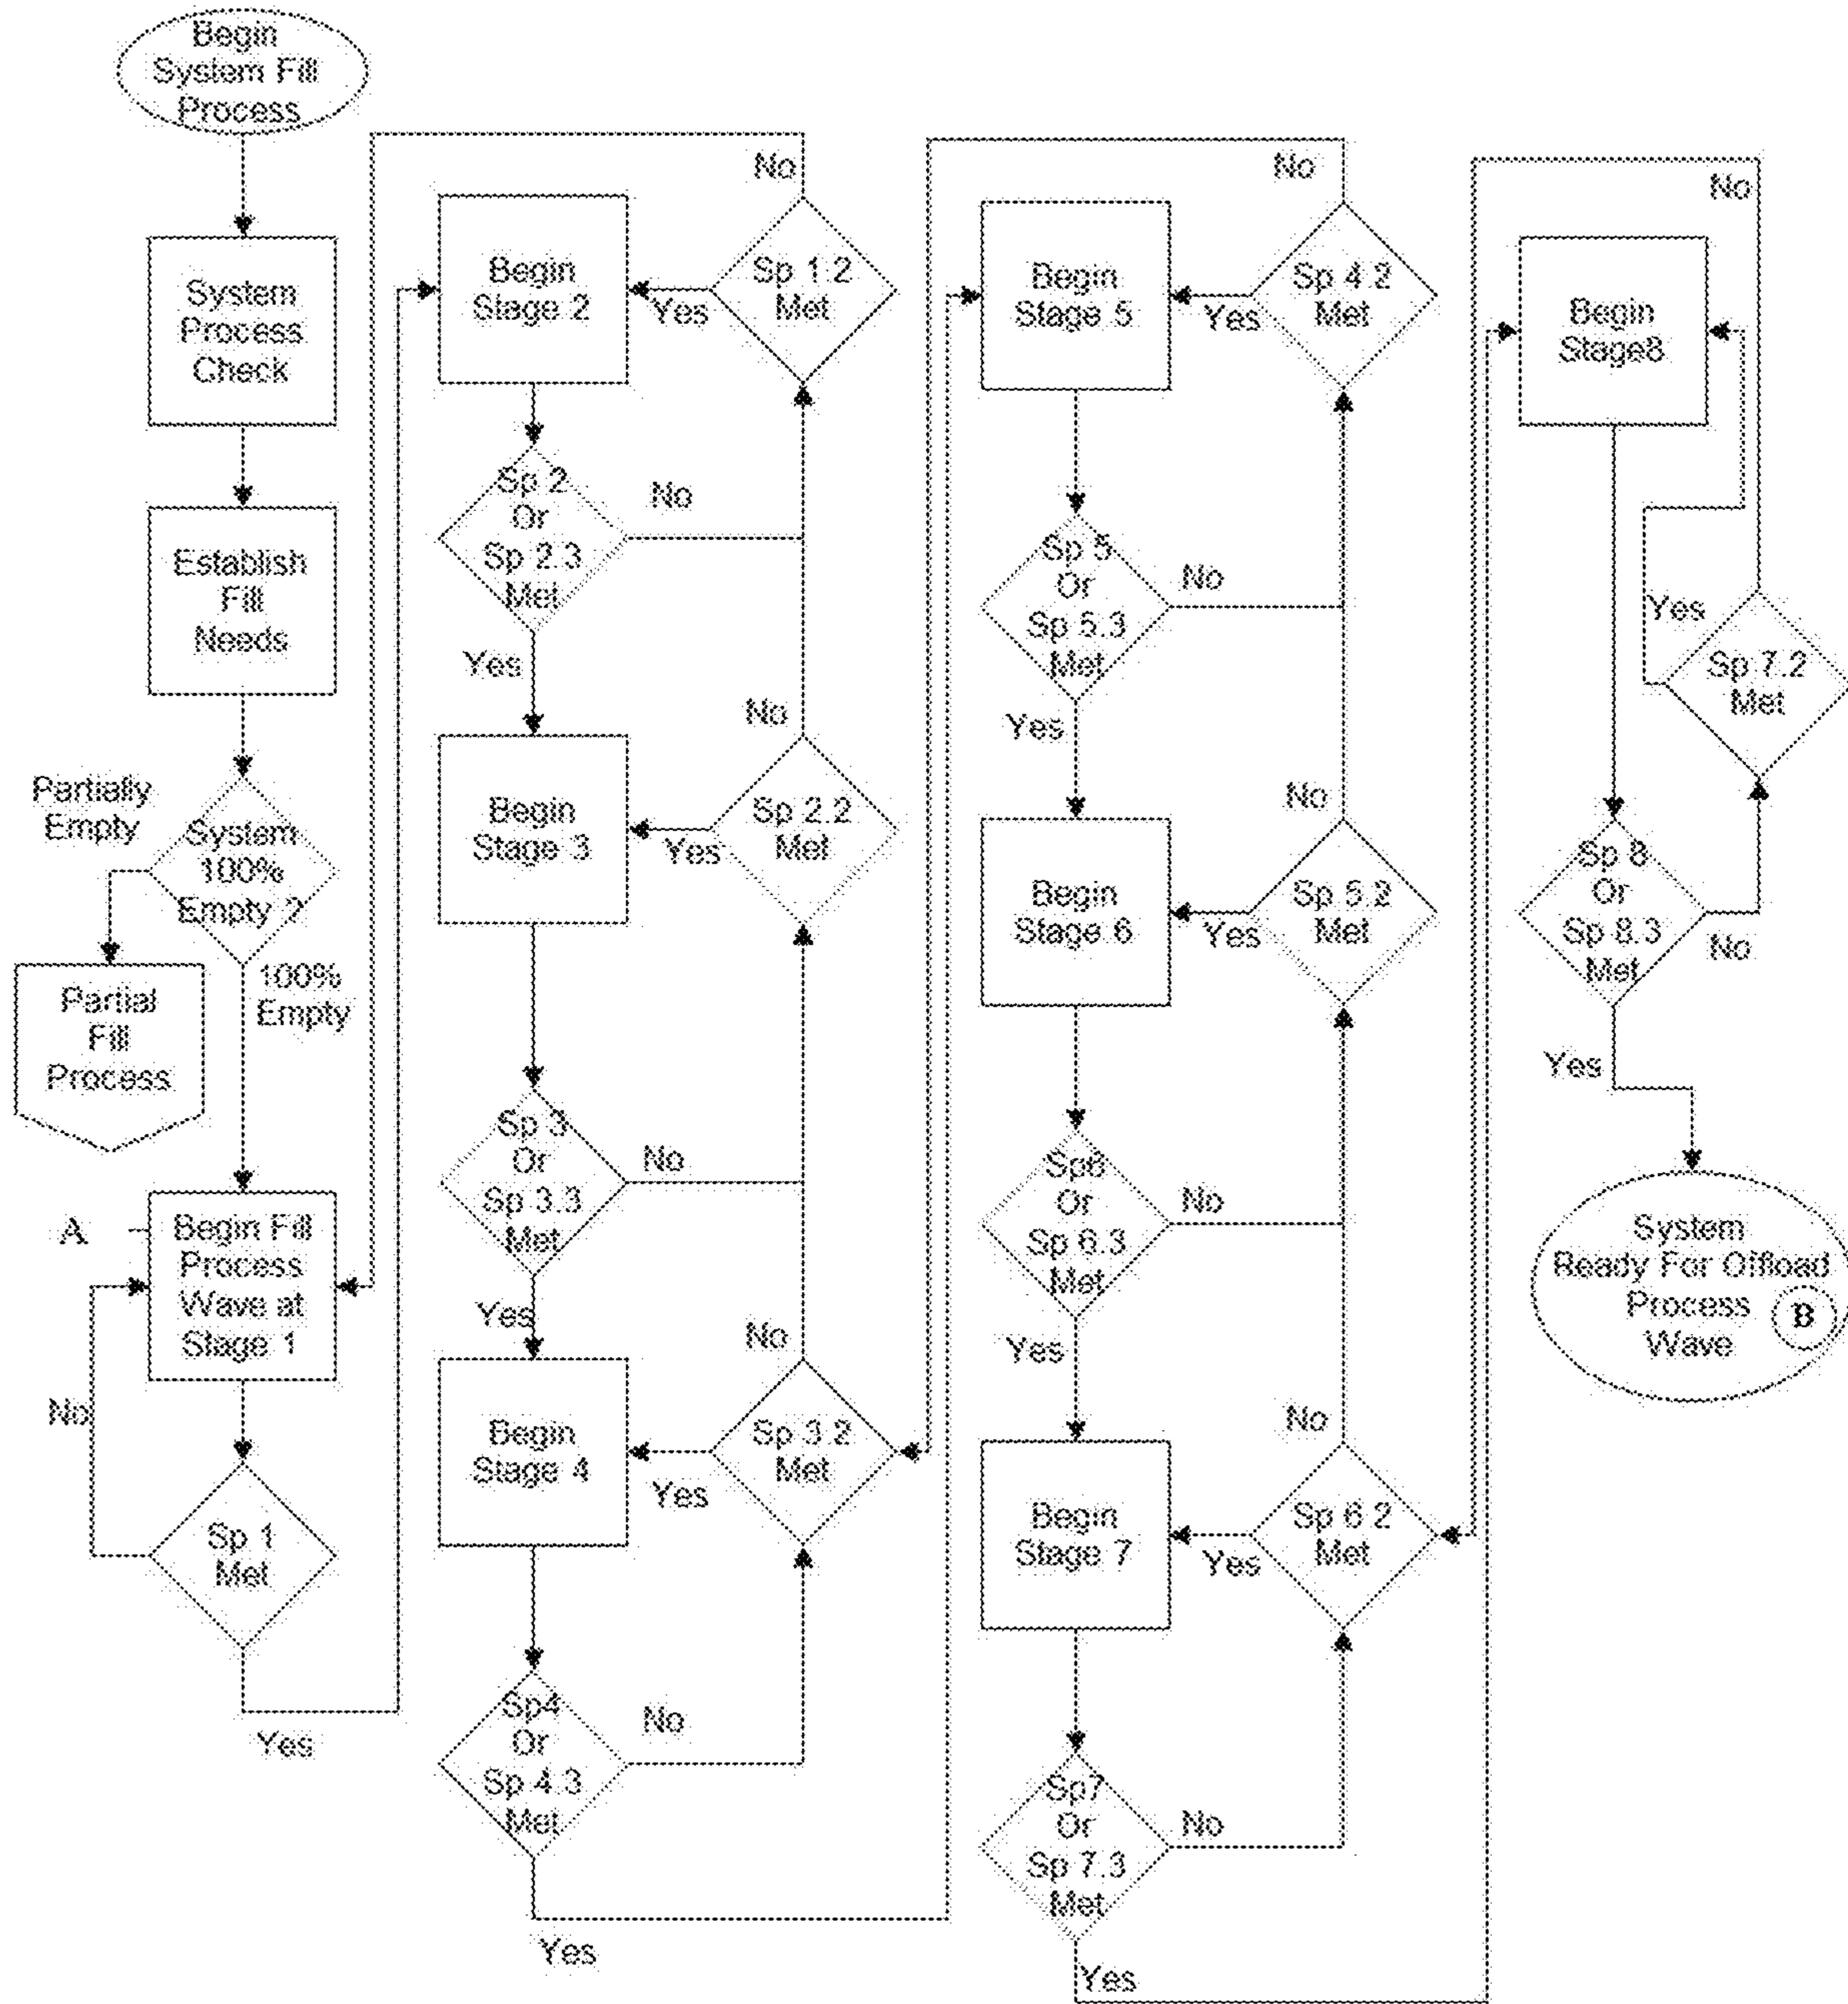 Begin
System Fill
Process
System
Process
Check
Establish
Fill
Needs
Partially
Empty
System
100%
Empty ?
Partial
Fill
Process
100%
Empty
A
Begin Fill
Process
Wave at
Stage 1
No
Sp 1
Met
Yes
No
Begin
Stage 2
Yes
Sp 1.2
Met
Sp 2
Or
Sp 2.3
Met
No
Yes
No
Begin
Stage 3
Yes
Sp 2.2
Met
Sp 3
Or
Sp 3.3
Met
No
Yes
No
Begin
Stage 4
Yes
Sp 3.2
Met
Sp4
Or
Sp 4.3
Met
No
Yes
No
Begin
Stage 5
Yes
Sp 4.2
Met
Sp 5
Or
Sp 5.3
Met
No
Yes
No
Begin
Stage 6
Yes
Sp 5.2
Met
Sp6
Or
Sp 6.3
Met
No
Yes
No
Begin
Stage 7
Yes
Sp 6.2
Met
Sp7
Or
Sp 7.3
Met
No
Yes
No
Begin
Stage8
Yes
Sp 7.2
Met
Sp 8
Or
Sp 8.3
Met
No
Yes
System
Ready For Offload
Process
Wave
B